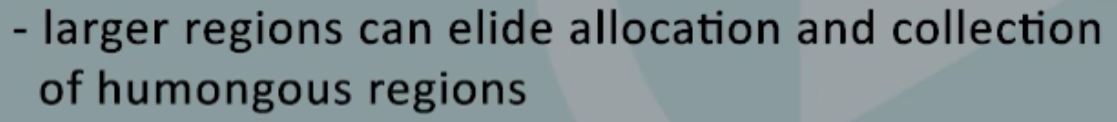 - larger regions can elide allocation and collection
of humongous regions